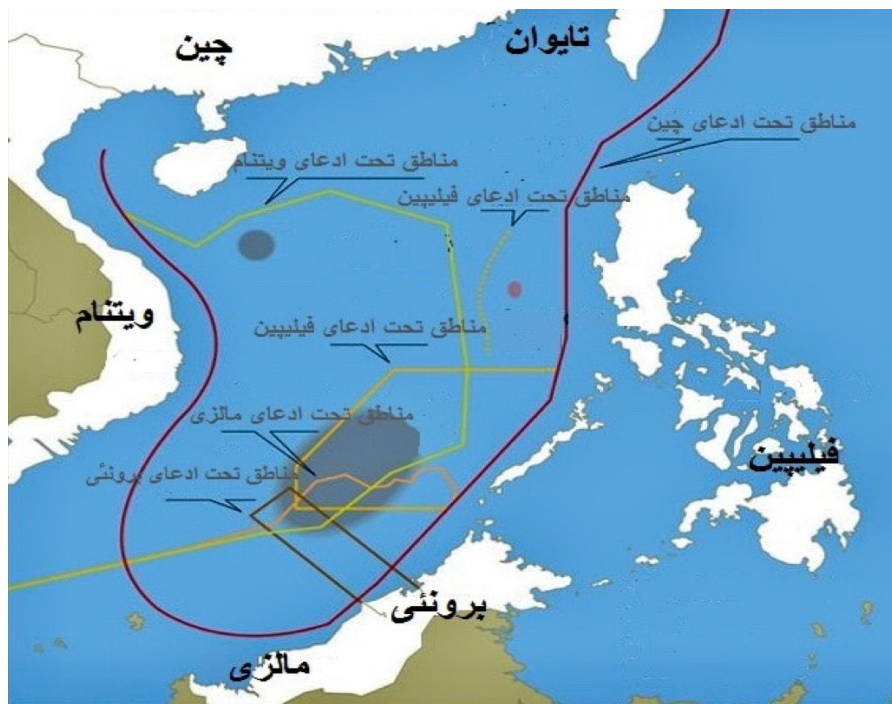 چین
تایوان
مناطق تحت ادعای چین
مناطق تحت ادعای ویتنام
مناطق تحت ادعای فیلیپین
ویتنام
مناطق تحت ادعای فیلیپین
مناطق تحت ادعای مالزی
مناطق تحت ادعای برونئی
فیلیپین
برونئی
مالزی